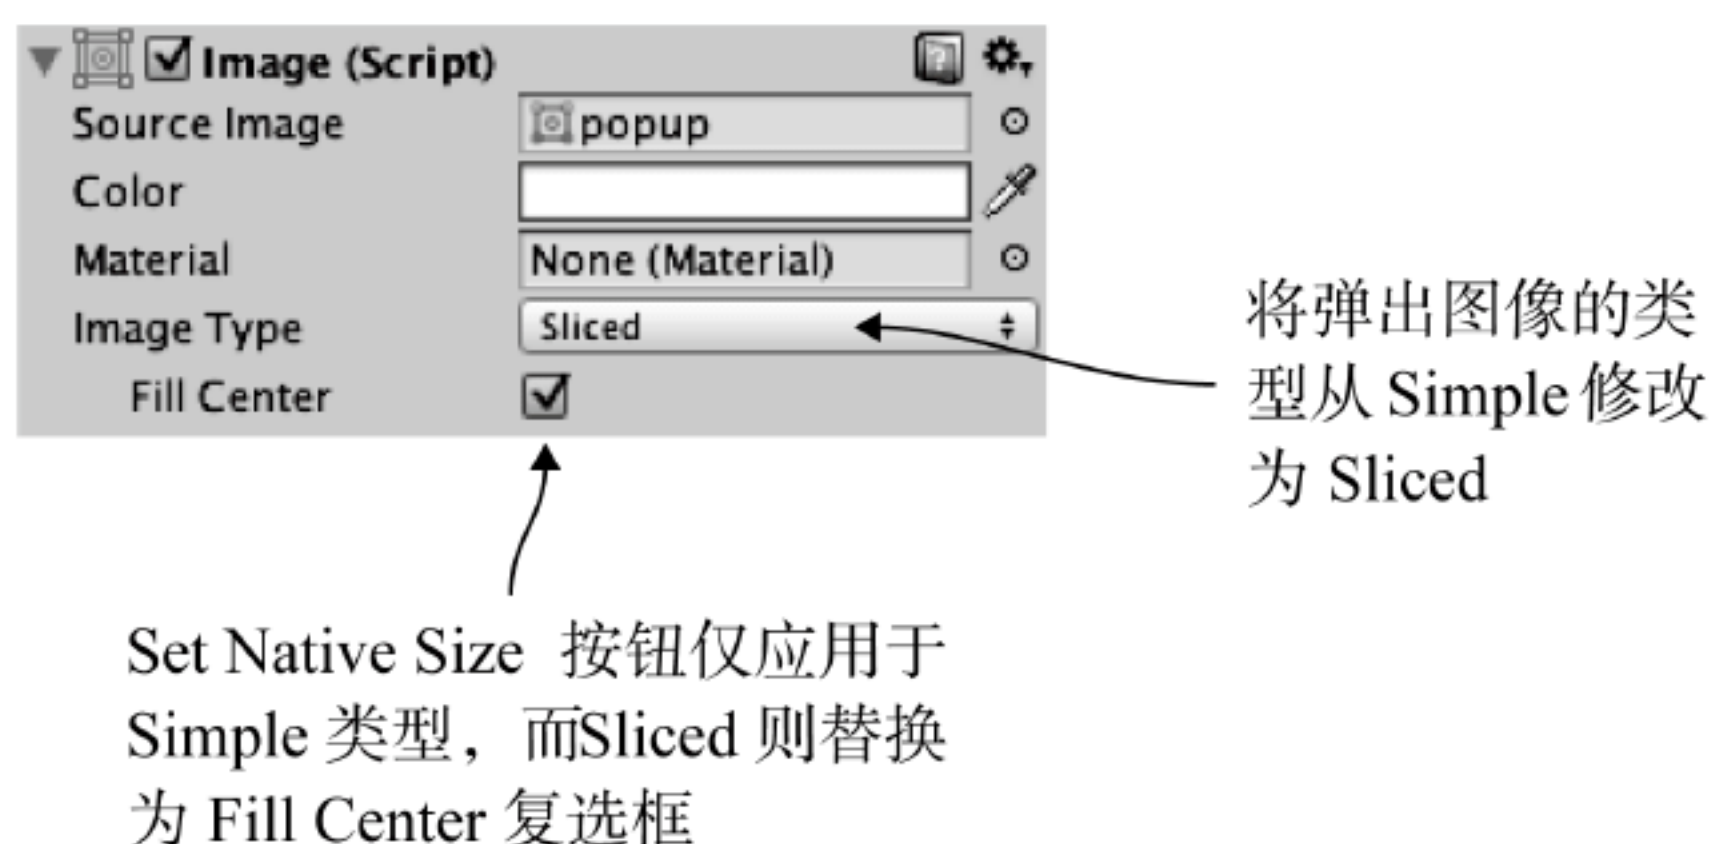 Image (Script)
Source Image popup
Color
Material None (Material)
Image Type Sliced
Fill Center
将弹出图像的类
型从 Simple 修改
为 Sliced
Set Native Size 按钮仅应用于
Simple 类型，而Sliced 则替换
为 Fill Center 复选框